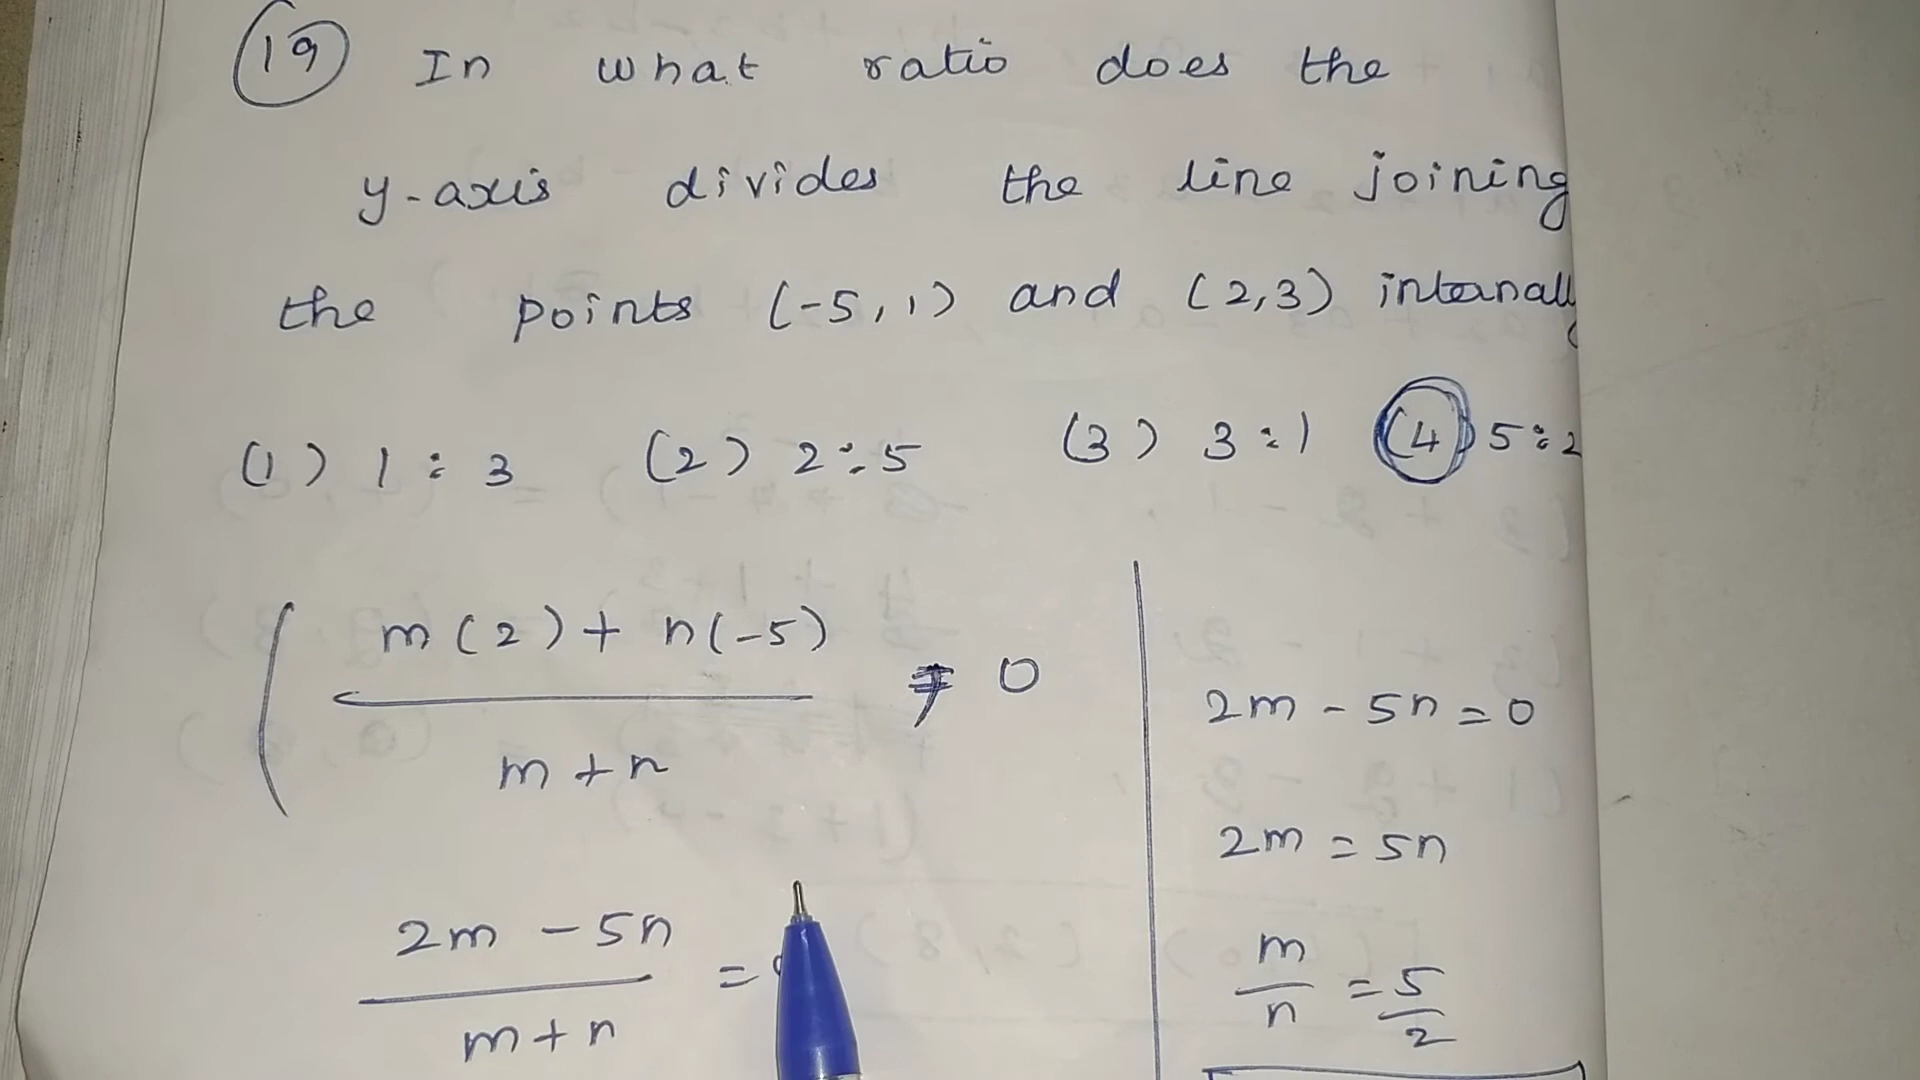 (19) In what ratio does the
y-axis divides the line joining
the points (-5,1) and (2,3) internally
(1) 1:3 (2) 2:5 (3) 3:1 (4) 5:2
m(2) + n(-5)
m+n
= 0
2m - 5n
m+n
=
2m - 5n = 0
2m = 5n
m/n = 5/2